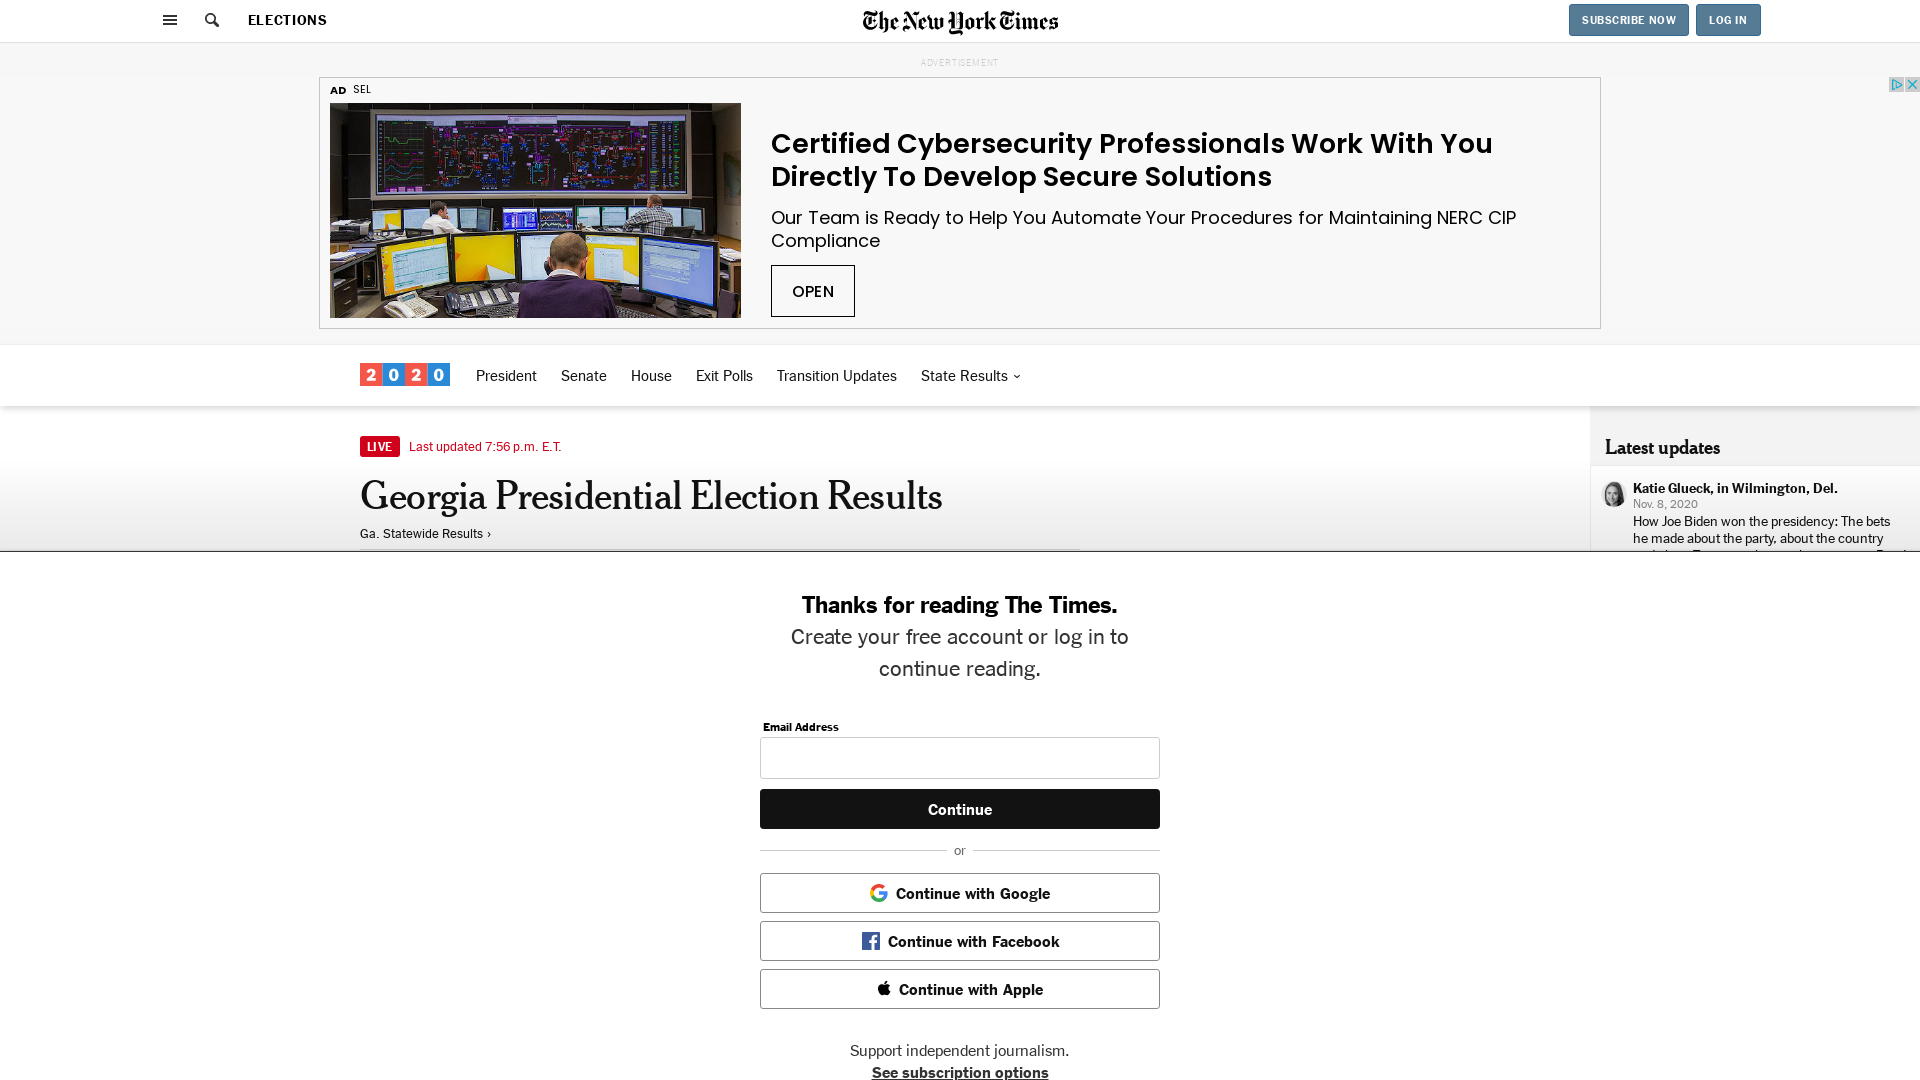 ELECTIONS
The New York Times
SUBSCRIBE NOW
LOG IN
ADVERTISEMENT
AD SEL
Certified Cybersecurity Professionals Work With You
Directly To Develop Secure Solutions
Our Team is Ready to Help You Automate Your Procedures for Maintaining NERC CIP
Compliance
OPEN
2020
President
Senate
House
Exit Polls
Transition Updates
State Results
LIVE Last updated 7:56 p.m. E.T.
Georgia Presidential Election Results
Ga. Statewide Results ›
Latest updates
Katie Glueck, in Wilmington, Del.
Nov. 8, 2020
How Joe Biden won the presidency: The bets
he made about the party, about the country
Thanks for reading The Times.
Create your free account or log in to
continue reading.
Email Address
Continue
or
Continue with Google
Continue with Facebook
Continue with Apple
Support independent journalism.
See subscription options